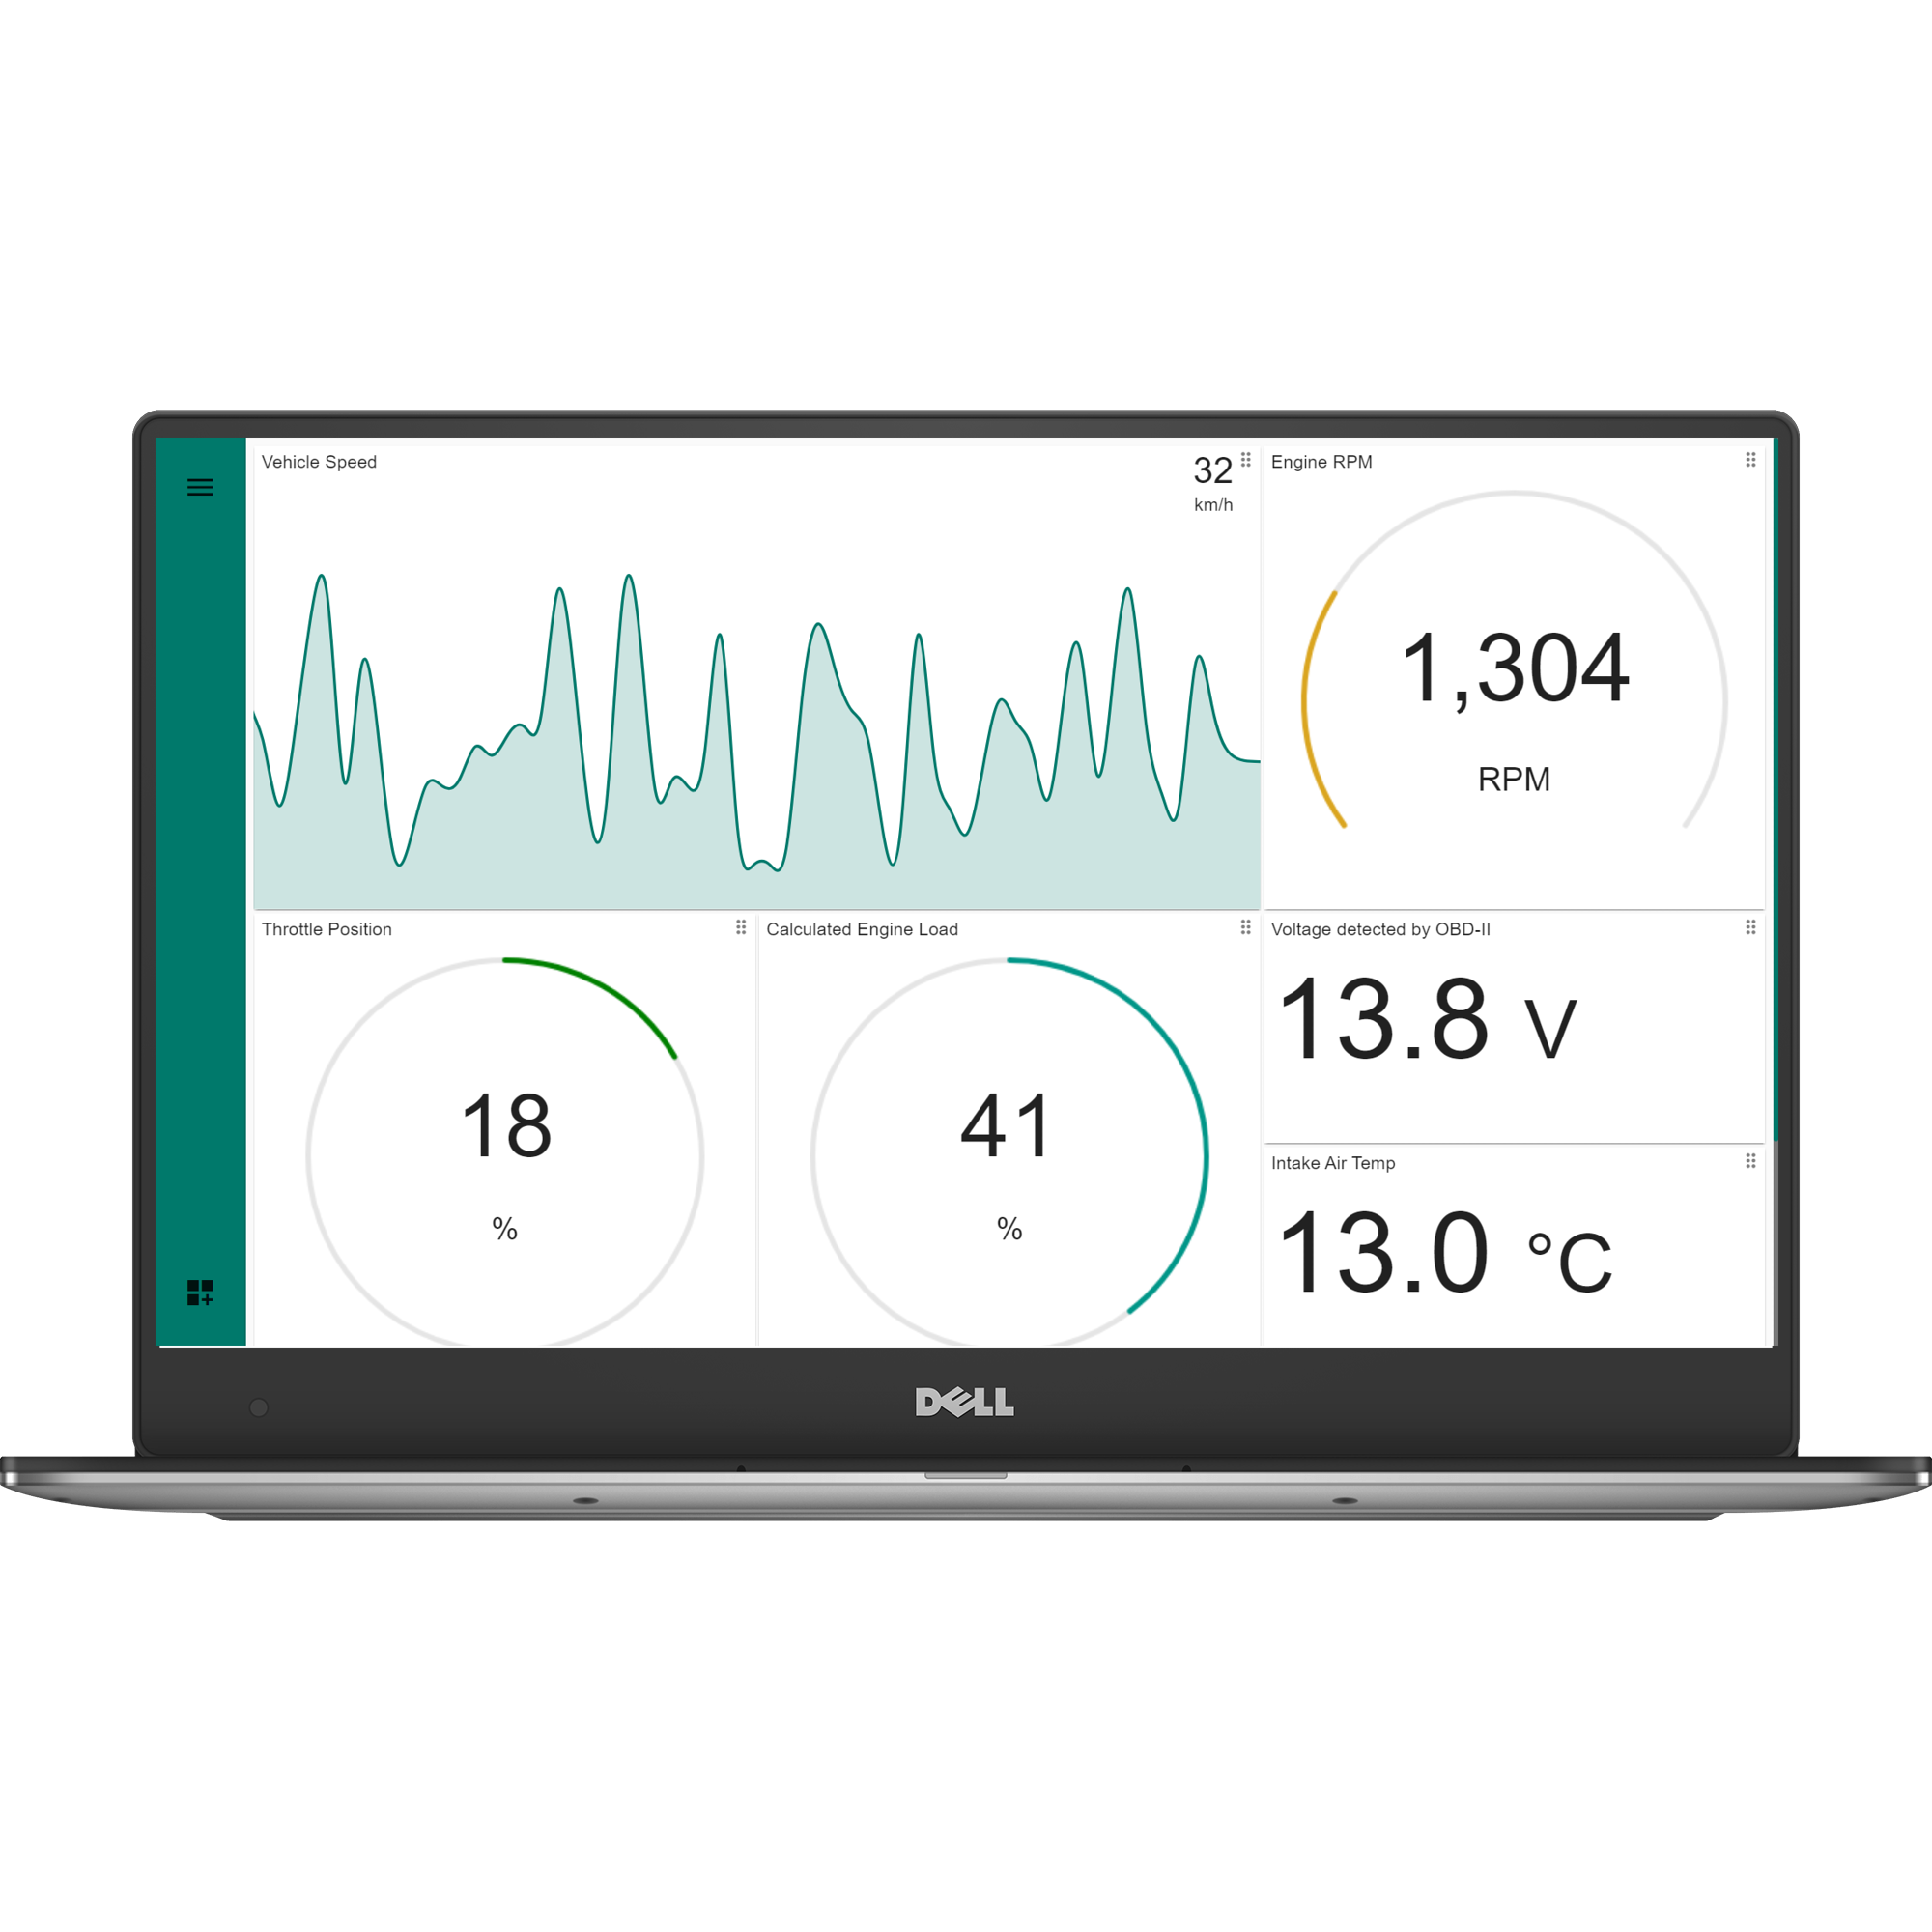 Vehicle Speed
32
km/h
Engine RPM
1,304
RPM
Throttle Position
18
%
Calculated Engine Load
41
%
Voltage detected by OBD-II
13.8 V
Intake Air Temp
13.0 °C
DELL